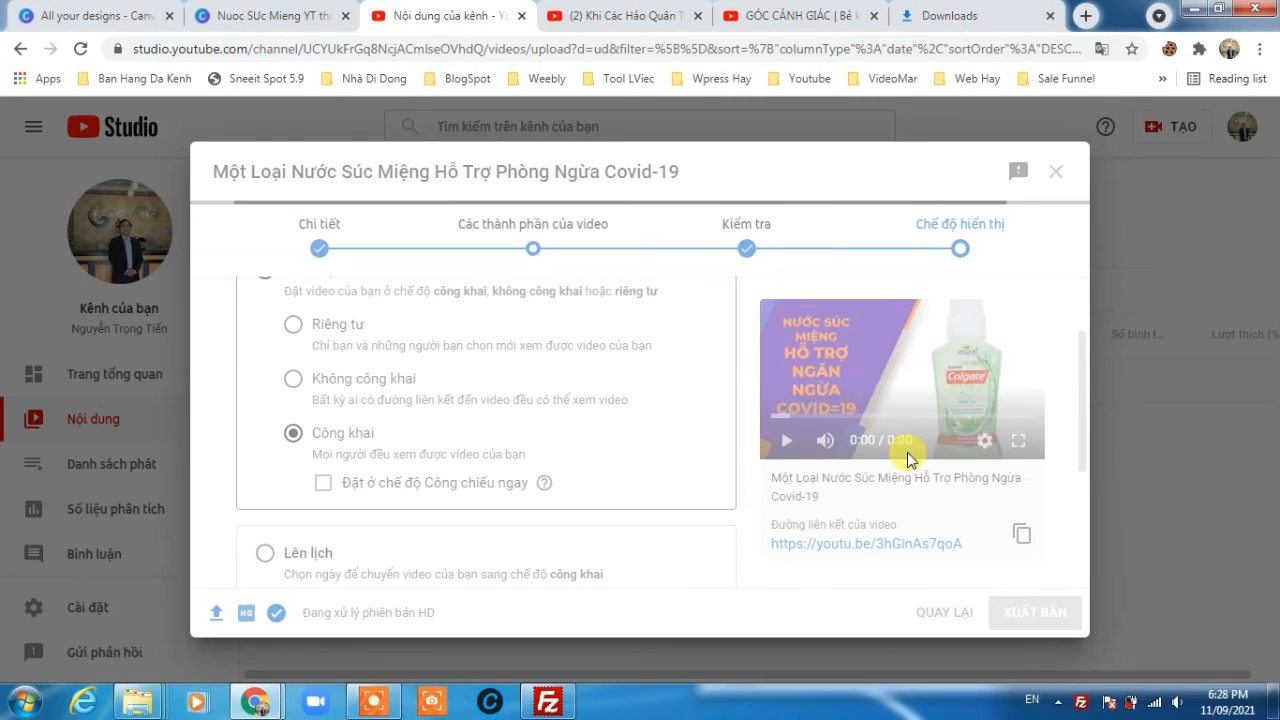 All your designs - Canv
Nuoc SUc Mieng YT thu
Nội dung của kênh - Yo
(2) Khi Các Hảo Quân T
GÓC CẢNH GIÁC | Bẻ k
Downloads
studio.youtube.com/channel/UCYUkFrGq8NcjACmlseOVhbQ/videos/upload?d=ud&filter=%5B%5D&sort=%7B"columnType"%3A"date"%2C"sortOrder"%3A"DESC...
Apps
Ban Hang Da Kenh
Sneeit Spot 5.9
Nhà Di Dong
BlogSpot
Weebly
Tool LViec
Wpress Hay
Youtube
VideoMar
Web Hay
Sale Funnel
»
Reading list
Studio
Tìm kiếm trên kênh của bạn
TẠO
Một Loại Nước Súc Miệng Hỗ Trợ Phòng Ngừa Covid-19
Chi tiết
Các thành phần của video
Kiểm tra
Chế độ hiển thị
Đặt video của bạn ở chế độ công khai, không công khai hoặc riêng tư
Riêng tư
Chỉ bạn và những người bạn chọn mới xem được video của bạn
Không công khai
Bất kỳ ai có đường liên kết đến video đều có thể xem video
Công khai
Mọi người đều xem được video của bạn
Đặt ở chế độ Công chiếu ngay
Lên lịch
Chọn ngày để chuyển video của bạn sang chế độ công khai
NƯỚC SÚC
MIỆNG
HỖ TRỢ
NGĂN
NGỪA
COVID=19
Colgate
0:00 / 0:00
Một Loại Nước Súc Miệng Hỗ Trợ Phòng Ngừa
Covid-19
Đường liên kết của video
https://youtu.be/3hGinAs7qoA
HD
Đang xử lý phiên bản HD
QUAY LẠI
XUẤT BẢN
Kênh của bạn
Nguyễn Trọng Tiến
Trang tổng quan
Nội dung
Danh sách phát
Số liệu phân tích
Bình luận
Cài đặt
Gửi phản hồi
Số bình l...
Lượt thích (%
EN
6:28 PM
11/09/2021